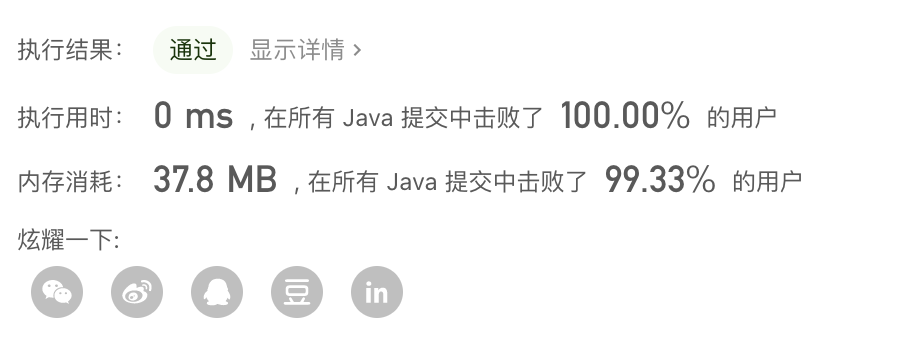 执行结果： 通过 显示详情 >
执行用时： 0 ms , 在所有 Java 提交中击败了 100.00% 的用户
内存消耗： 37.8 MB , 在所有 Java 提交中击败了 99.33% 的用户
炫耀一下:
豆 in